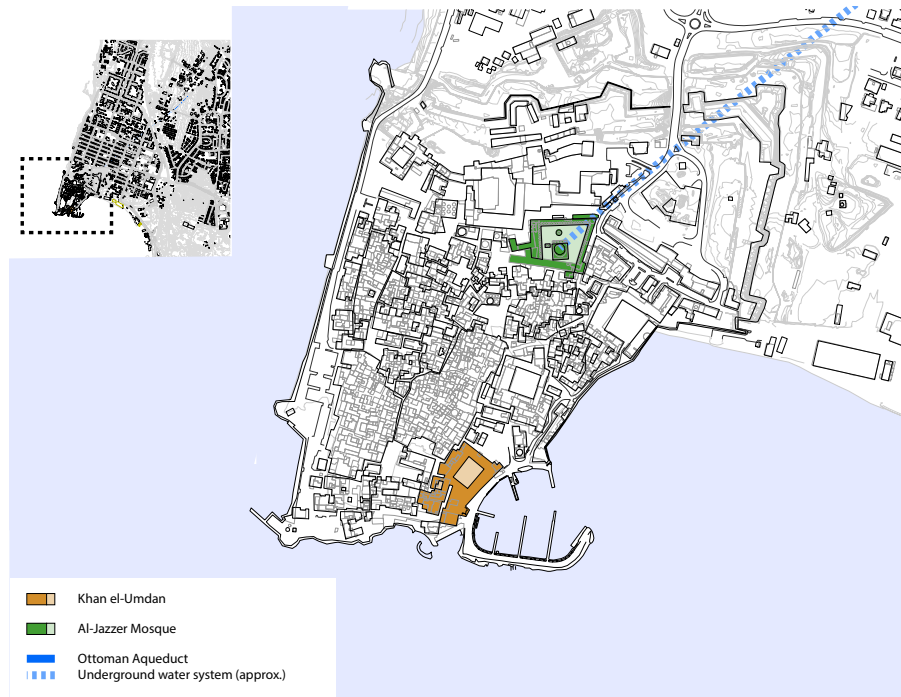 Khan el-Umdan
Al-Jazzer Mosque
Ottoman Aqueduct
Underground water system (approx.)